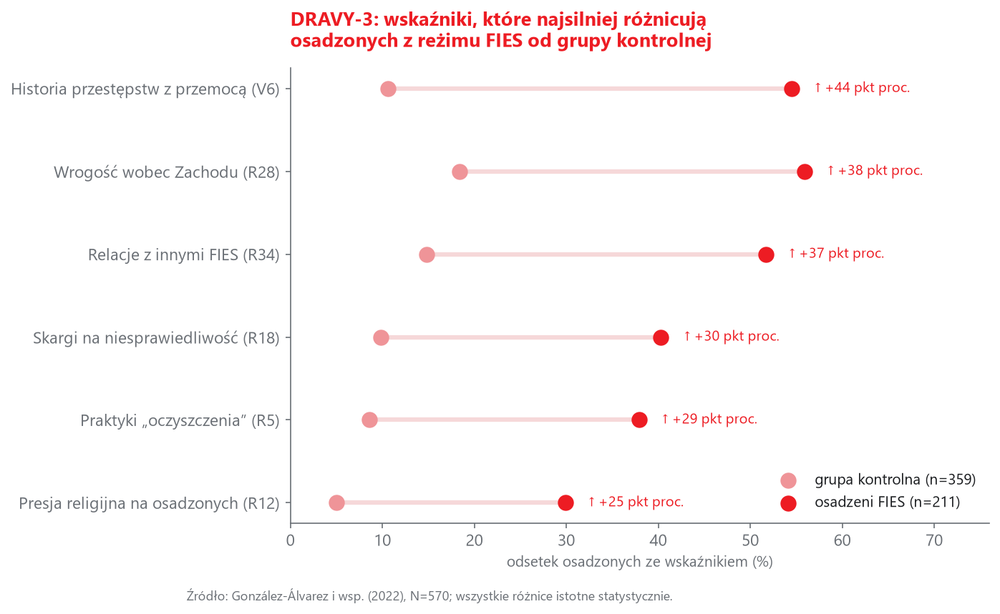 DRAVY-3: wskaźniki, które najsilniej różnicują
osadzonych z reżimu FIES od grupy kontrolnej
Historia przestępstw z przemocą (V6)
↑ +44 pkt proc.
Wrogość wobec Zachodu (R28)
↑ +38 pkt proc.
Relacje z innymi FIES (R34)
↑ +37 pkt proc.
Skargi na niesprawiedliwość (R18)
↑ +30 pkt proc.
Praktyki „oczyszczenia” (R5)
↑ +29 pkt proc.
Presja religijna na osadzonych (R12)
↑ +25 pkt proc.
grupa kontrolna (n=359)
osadzeni FIES (n=211)
0 10 20 30 40 50 60 70
odsetek osadzonych ze wskaźnikiem (%)
Źródło: González-Álvarez i wsp. (2022), N=570; wszystkie różnice istotne statystycznie.